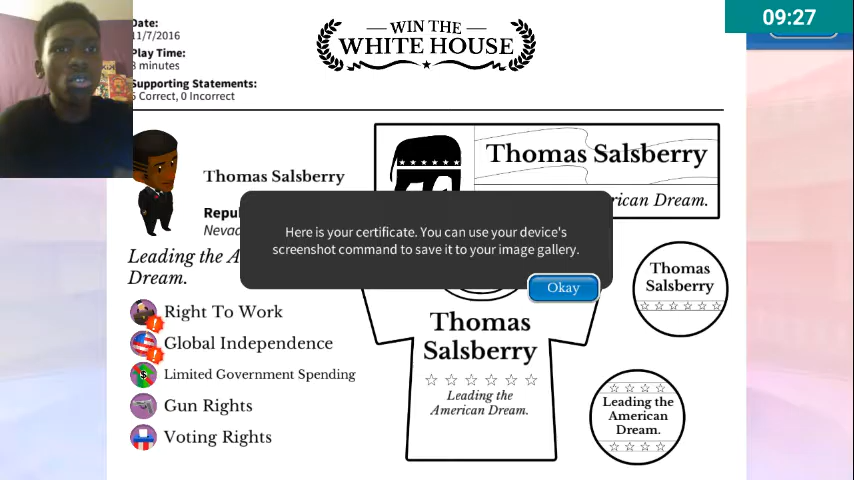 09:27
Date:
11/7/2016
Play Time:
8 minutes
Supporting Statements:
6 Correct, 0 Incorrect
WIN THE
WHITE HOUSE
Thomas Salsberry
Leading the
Dream.
Right To Work
Global Independence
Limited Government Spending
Gun Rights
Voting Rights
Thomas Salsberry
Dream.
Here is your certificate. You can use your device's
screenshot command to save it to your image gallery.
Okay
Thomas
Salsberry
Leading the
American Dream.
Thomas
Salsberry
Leading the
American
Dream.